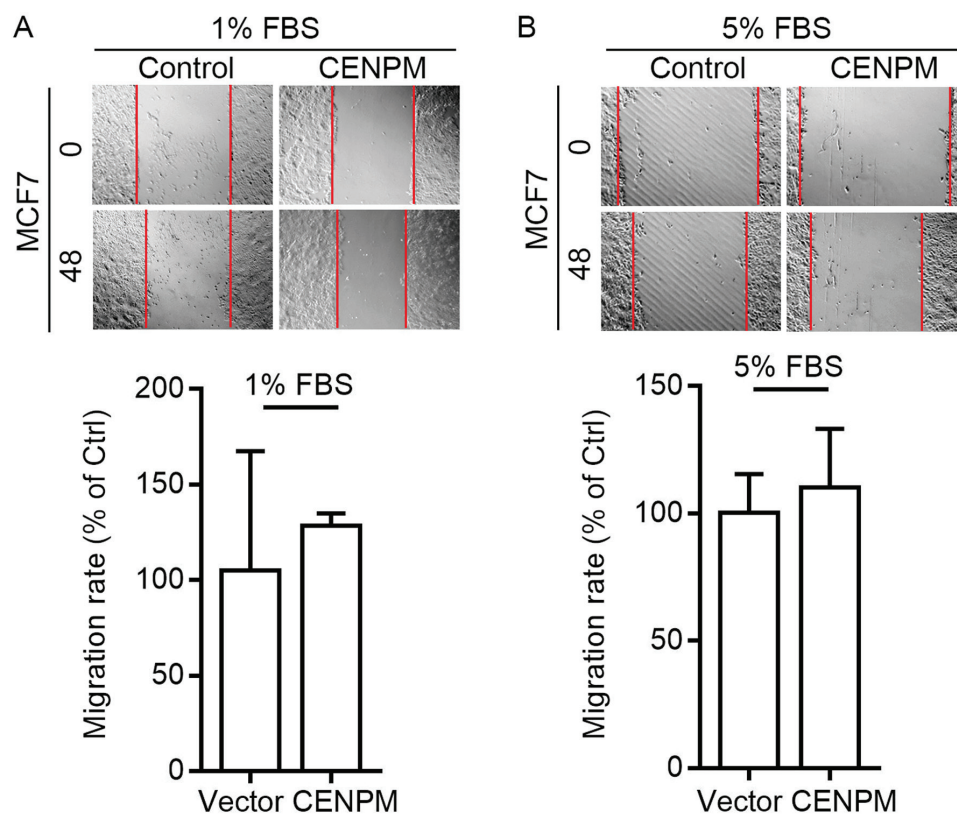 A
1% FBS
Control CENPM
MCF7
0
48
Migration rate (% of Ctrl)
200
150
100
50
0
1% FBS
Vector CENPM
B
5% FBS
Control CENPM
MCF7
0
48
Migration rate (% of Ctrl)
150
100
50
0
5% FBS
Vector CENPM